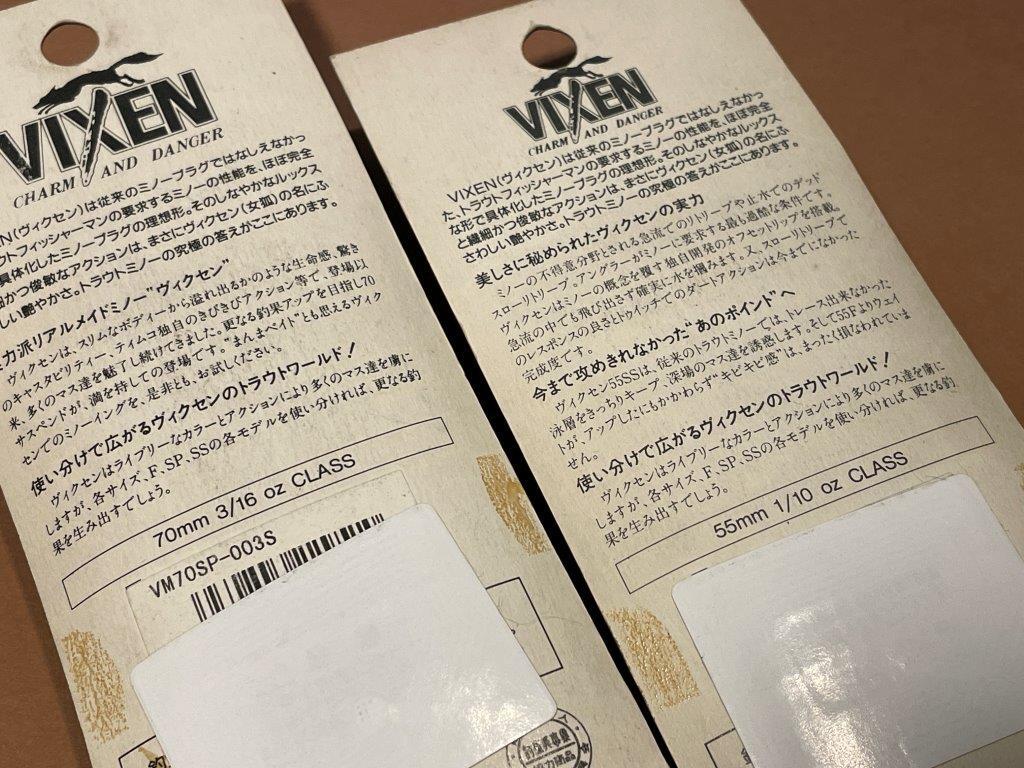 VIXEN
CHARM AND DANGER
N(ヴィクセン)は従来のミノープラグではなしえなかっ
ウトフィッシャーマンの要求するミノーの性能を、ほぼ完全
具体化したミノープラグの理想形。そのしなやかなルックス
細かつ俊敏なアクションは、まさにヴィクセン(女狐)の名にふ
しい艶やかさ。トラウトミノーの究極の答えがここにあります。
力派リアルメイドミノー"ヴィクセン"
ヴィクセンは、スリムなボディーから溢れ出るかのような生命感、驚き
のキャスタビリティー、ティムコ独自のきびきびアクション等で、登場以
来、多くのマス達を魅了し続けてきました。更なる釣果アップを目指し70
サスペンドが、満を持しての登場です。"まんまベイト"とも思えるヴィク
センでのミノーイングを、是非とも、お試しください。
使い分けで広がるヴィクセンのトラウトワールド!
ヴィクセンはライブリーなカラーとアクションにより多くのマス達を虜に
しますが、各サイズ、F、SP、SSの各モデルを使い分ければ、更なる釣
果を生み出すでしょう。
70mm 3/16 oz CLASS
VM70SP-003S
釣
VIXEN
CHARM AND DANGER
VIXEN(ヴィクセン)は従来のミノープラグではなしえなかっ
た、トラウトフィッシャーマンの要求するミノーの性能を、ほぼ完全
な形で具体化したミノープラグの理想形。そのしなやかなルックス
と繊細かつ俊敏なアクションは、まさにヴィクセン(女狐)の名にふ
さわしい艶やかさ。トラウトミノーの究極の答えがここにあります。
美しさに秘められたヴィクセンの実力
ミノーの不得意分野とされる急流でのリトリーブや止水でのデッド
スローリトリーブ。アングラーがミノーに要求する最も過酷な条件です。
ヴィクセンはミノーの概念を覆す独自開発のオフセットリップを搭載。
急流の中でも飛び出さず確実に水を掴みます。又、スローリトリーブで
のレスポンスの良さとトゥイッチでのダートアクションは今までになかった
完成度です。
今まで攻めきれなかった"あのポイント"へ
ヴィクセン55SSは、従来のトラウトミノーでは、トレース出来なかった
泳層をきっちりキープ、深場のマス達を誘惑します。そして55Fよりウェイ
トが、アップしたにもかかわらず"キビキビ感"は、まったく損なわれていま
せん。
使い分けで広がるヴィクセンのトラウトワールド!
ヴィクセンはライブリーなカラーとアクションにより多くのマス達を虜に
しますが、各サイズ、F、SP、SSの各モデルを使い分ければ、更なる釣
果を生み出すでしょう。
55mm 1/10 oz CLASS